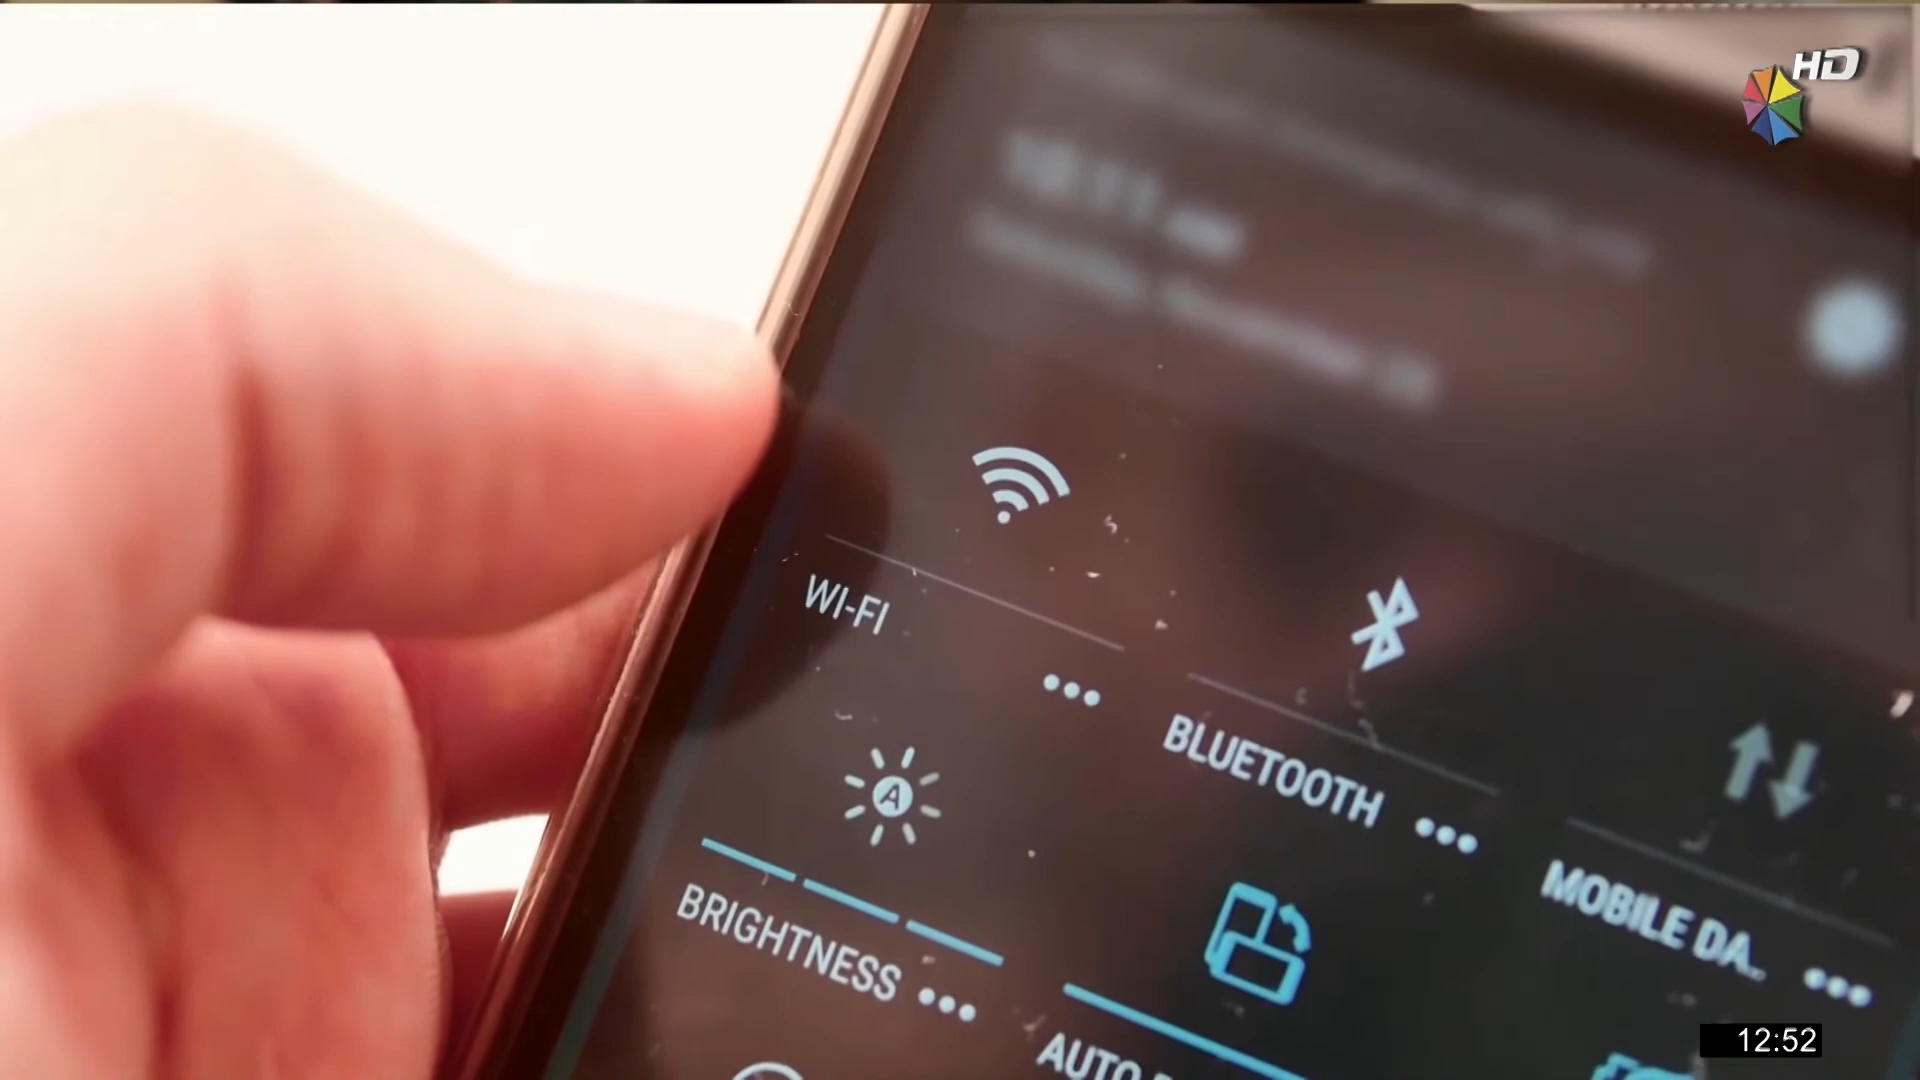 HD
WI-FI
BLUETOOTH
MOBILE DA..
BRIGHTNESS
AUTO
12:52